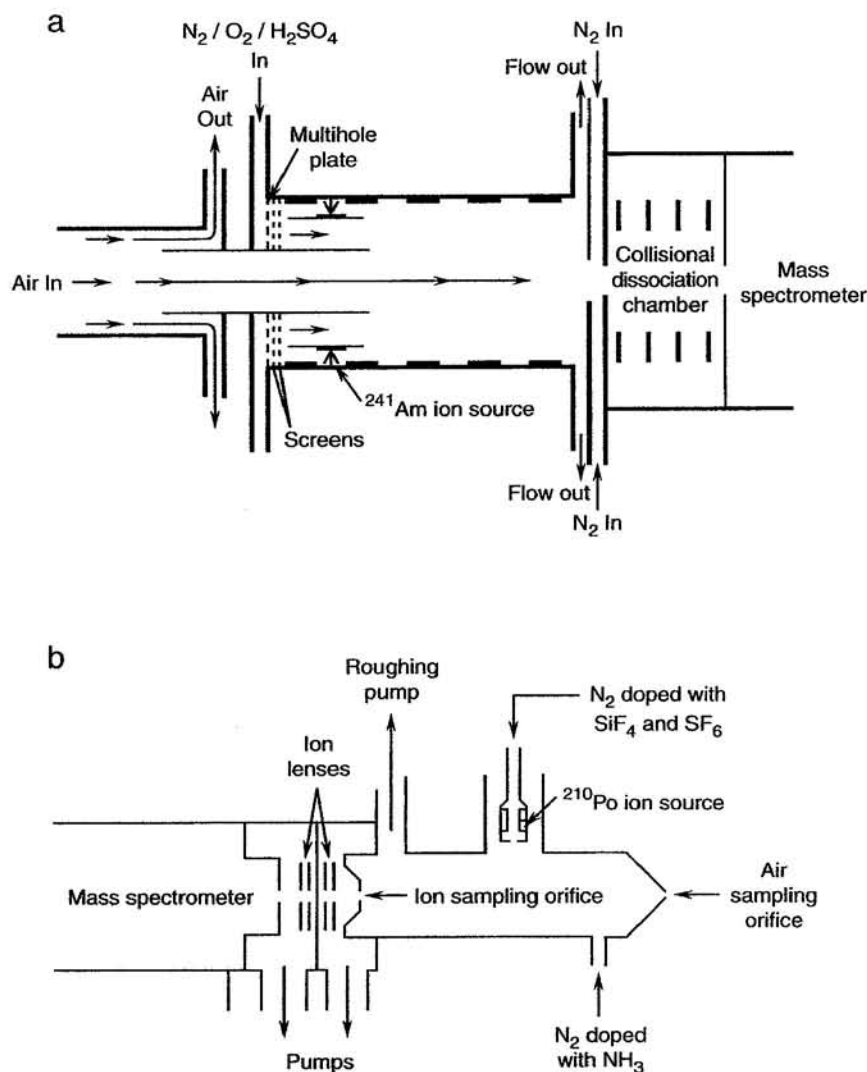 a
N2 / O2 / H2SO4
In
Air
Out
Multihole
plate
N2 In
Flow out
Air In
Collisional
dissociation
chamber
Mass
spectrometer
241Am ion source
Screens
Flow out
N2 In
b
Roughing
pump
N2 doped with
SiF4 and SF6
Ion
lenses
210Po ion source
Mass spectrometer
Ion sampling orifice
Air
sampling
orifice
Pumps
N2 doped
with NH3